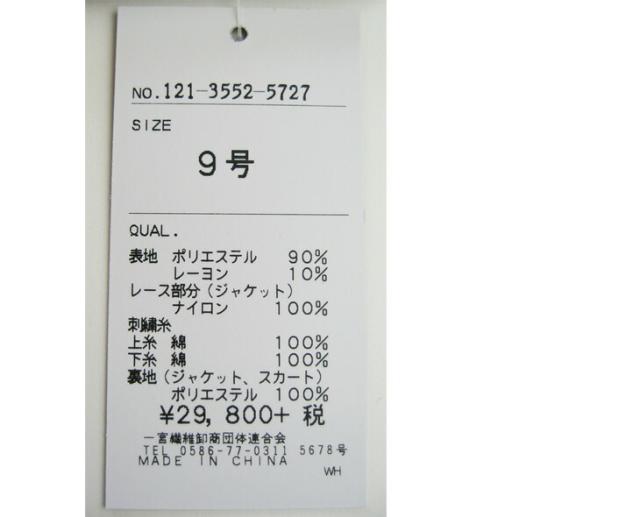 NO.121-3552-5727
SIZE
9号
QUAL.
表地 ポリエステル 90%
レーヨン 10%
レース部分(ジャケット)
ナイロン 100%
刺繍糸
上糸 綿 100%
下糸 綿 100%
裏地(ジャケット、スカート)
ポリエステル 100%
¥29,800+ 税
一宮繊維卸商団体連合会
TEL 0586-77-0311 5678号
MADE IN CHINA
WH